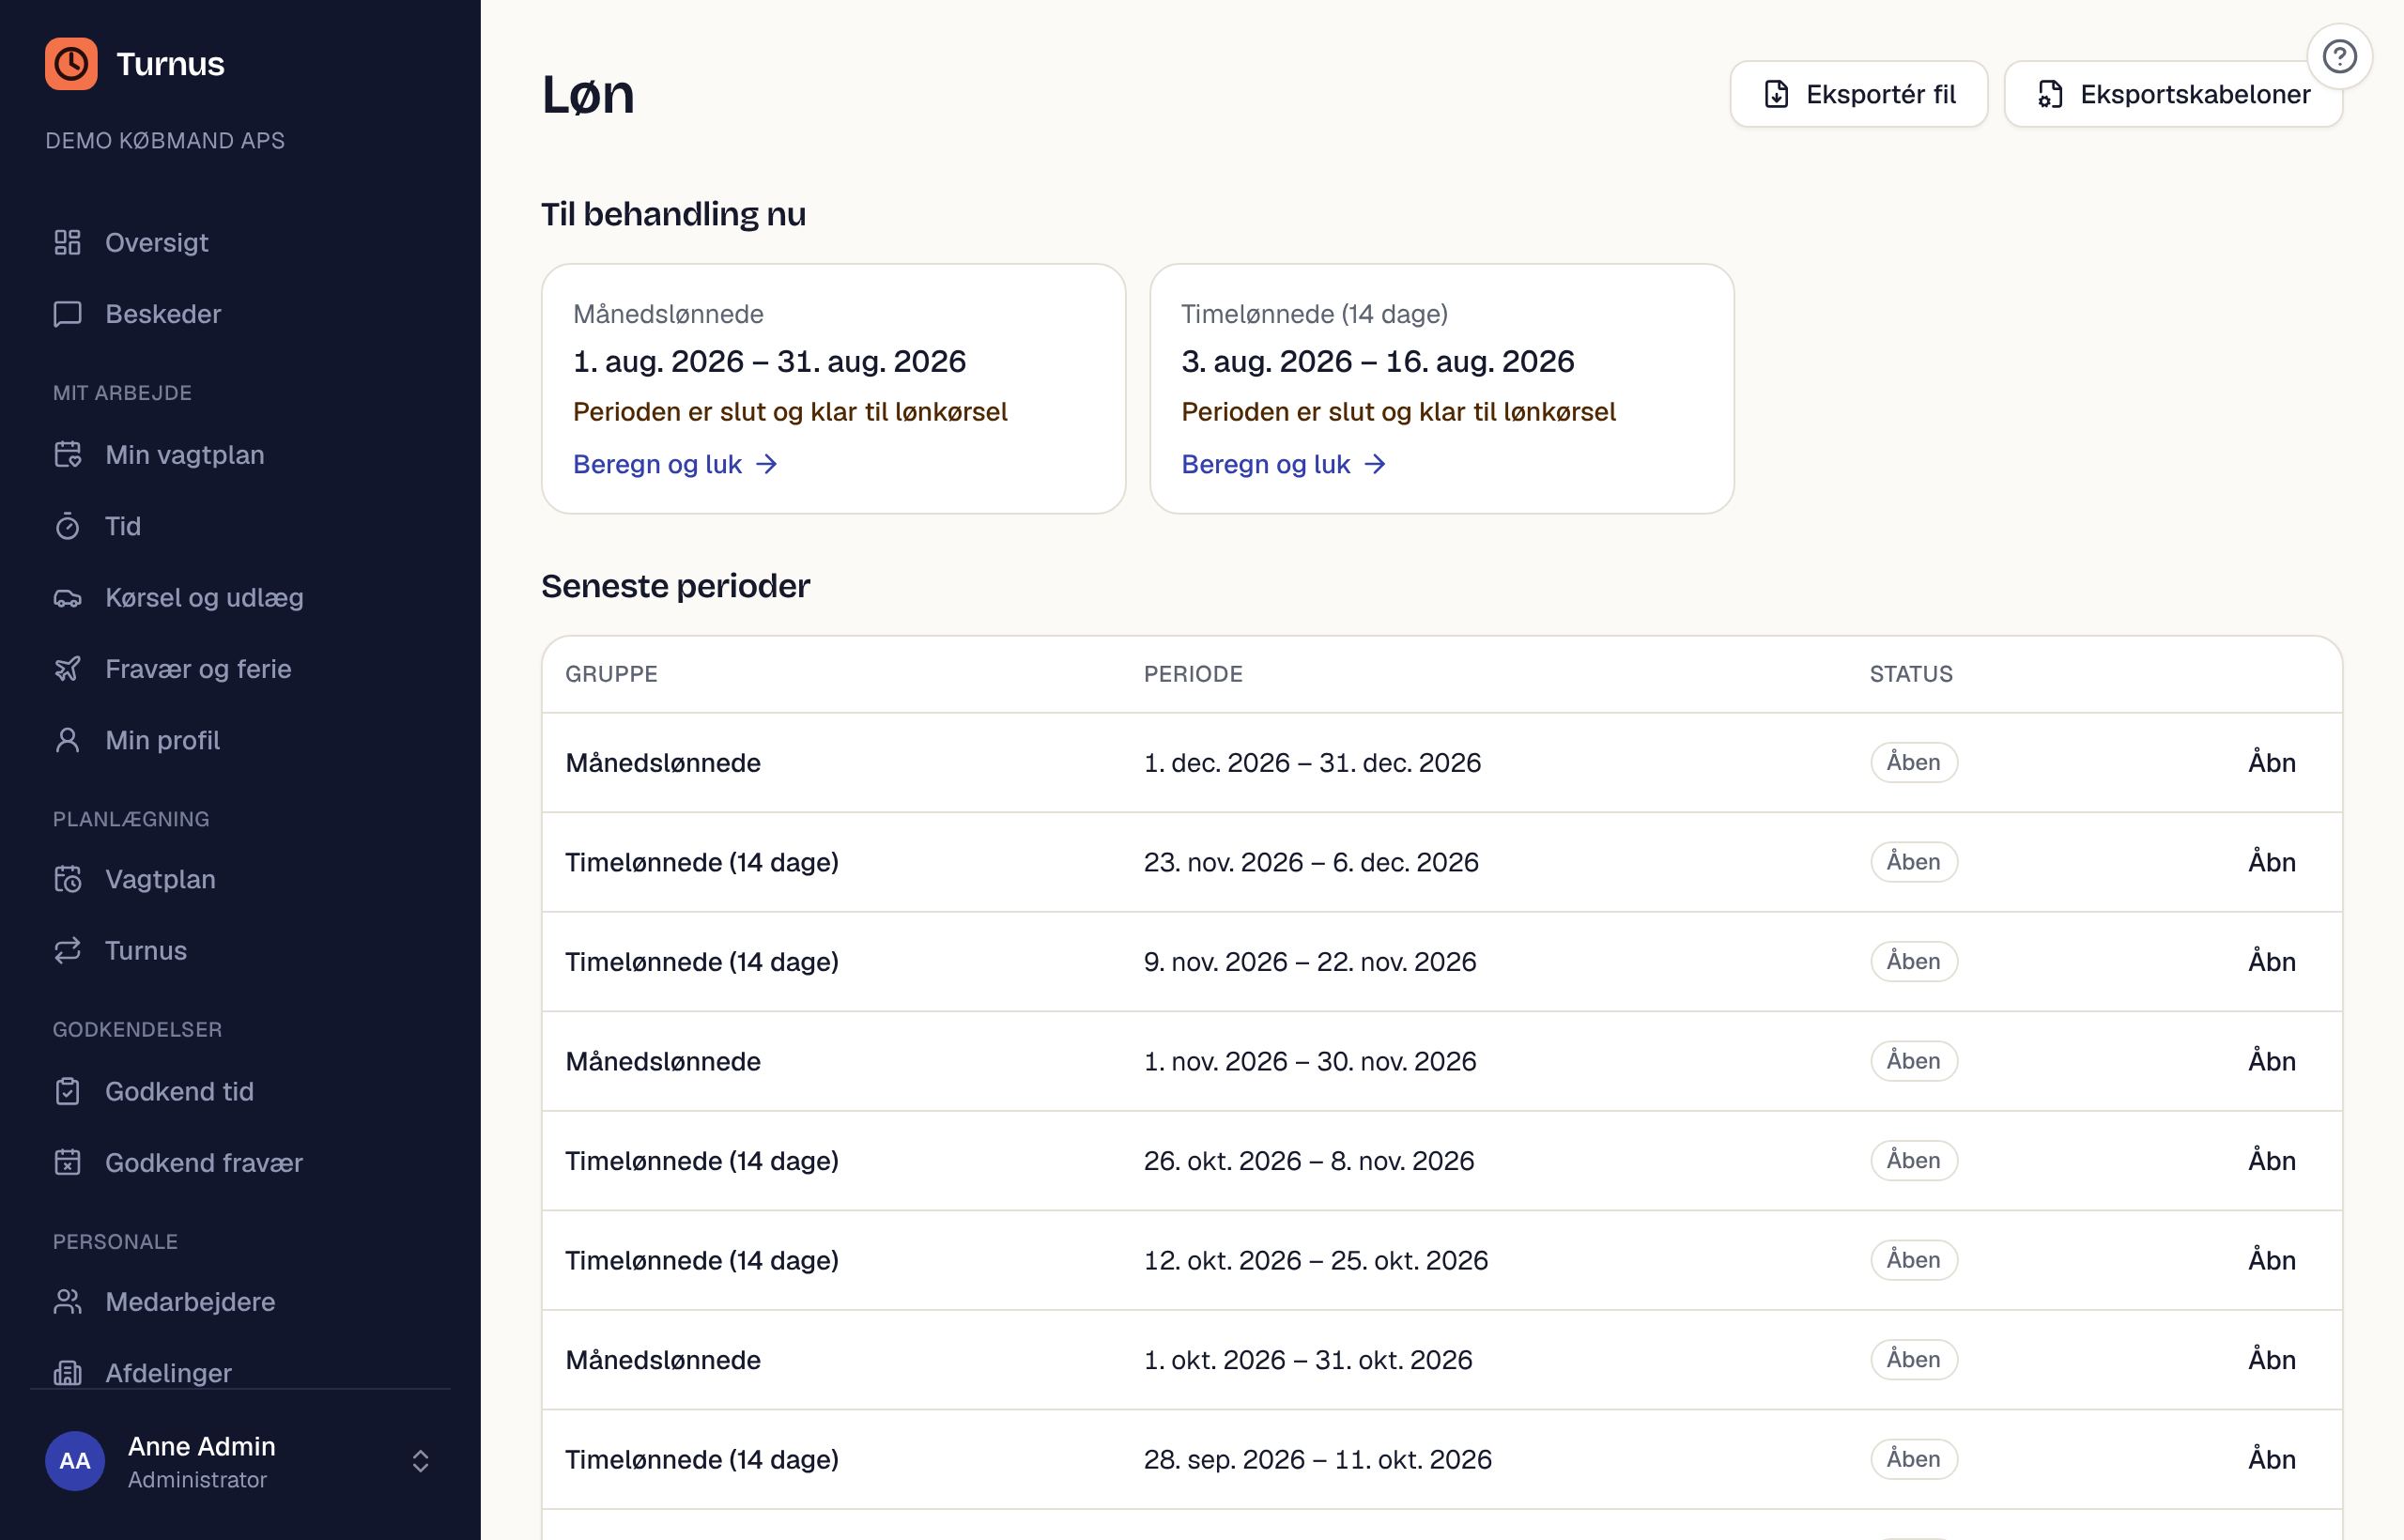 Turnus
DEMO KØBMAND APS
Oversigt
Beskeder
MIT ARBEJDE
Min vagtplan
Tid
Kørsel og udlæg
Fravær og ferie
Min profil
PLANLÆGNING
Vagtplan
Turnus
GODKENDELSER
Godkend tid
Godkend fravær
PERSONALE
Medarbejdere
Afdelinger
AA
Anne Admin
Administrator
Løn
Eksportér fil
Eksportskabeloner
Til behandling nu
Månedslønnede
1. aug. 2026 – 31. aug. 2026
Perioden er slut og klar til lønkørsel
Beregn og luk →
Timelønnede (14 dage)
3. aug. 2026 – 16. aug. 2026
Perioden er slut og klar til lønkørsel
Beregn og luk →
Seneste perioder
GRUPPE PERIODE STATUS
Månedslønnede 1. dec. 2026 – 31. dec. 2026 Åben Åbn
Timelønnede (14 dage) 23. nov. 2026 – 6. dec. 2026 Åben Åbn
Timelønnede (14 dage) 9. nov. 2026 – 22. nov. 2026 Åben Åbn
Månedslønnede 1. nov. 2026 – 30. nov. 2026 Åben Åbn
Timelønnede (14 dage) 26. okt. 2026 – 8. nov. 2026 Åben Åbn
Timelønnede (14 dage) 12. okt. 2026 – 25. okt. 2026 Åben Åbn
Månedslønnede 1. okt. 2026 – 31. okt. 2026 Åben Åbn
Timelønnede (14 dage) 28. sep. 2026 – 11. okt. 2026 Åben Åbn